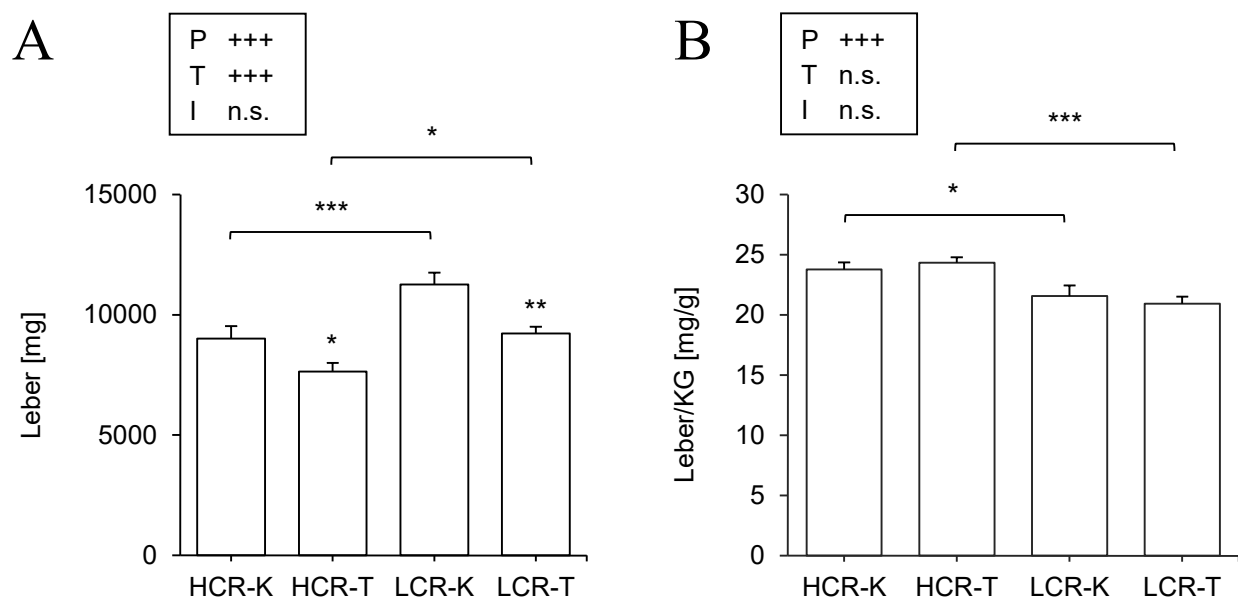 A
P +++
T +++
I n.s.
*
***
15000
10000
5000
0
Leber [mg]
*
**
HCR-K HCR-T LCR-K LCR-T
B
P +++
T n.s.
I n.s.
***
*
30
25
20
15
10
5
0
Leber/KG [mg/g]
HCR-K HCR-T LCR-K LCR-T